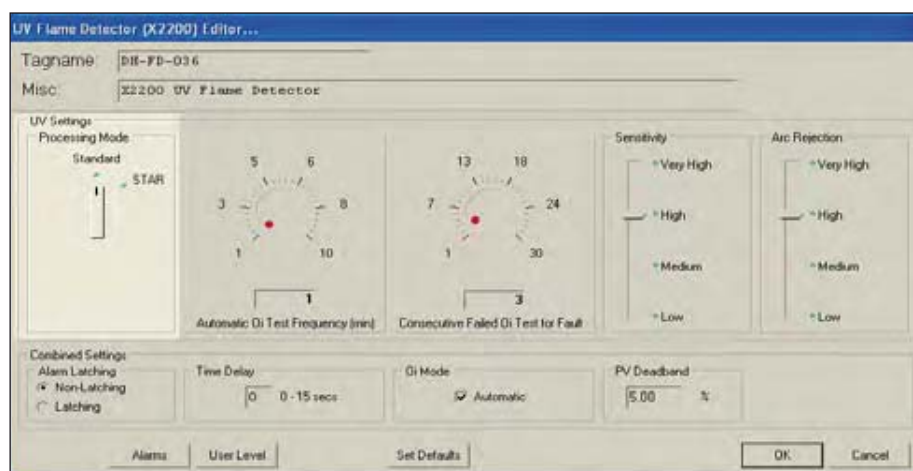 UV Flame Detector (X2200) Editor...
Tagname: DH-FD-036
Misc: X2200 UV Flame Detector
UV Settings
Processing Mode
Standard
STAR
5 6
3 8
1 10
1
Automatic Oi Test Frequency (min)
13 18
7 24
1 30
3
Consecutive Failed Oi Test for Fault
Sensitivity
Very High
High
Medium
Low
Arc Rejection
Very High
High
Medium
Low
Combined Settings
Alarm Latching
Non-Latching
Latching
Time Delay
0 0 - 15 secs
Oi Mode
Automatic
PV Deadband
5.00 %
Alarms User Level Set Defaults OK Cancel